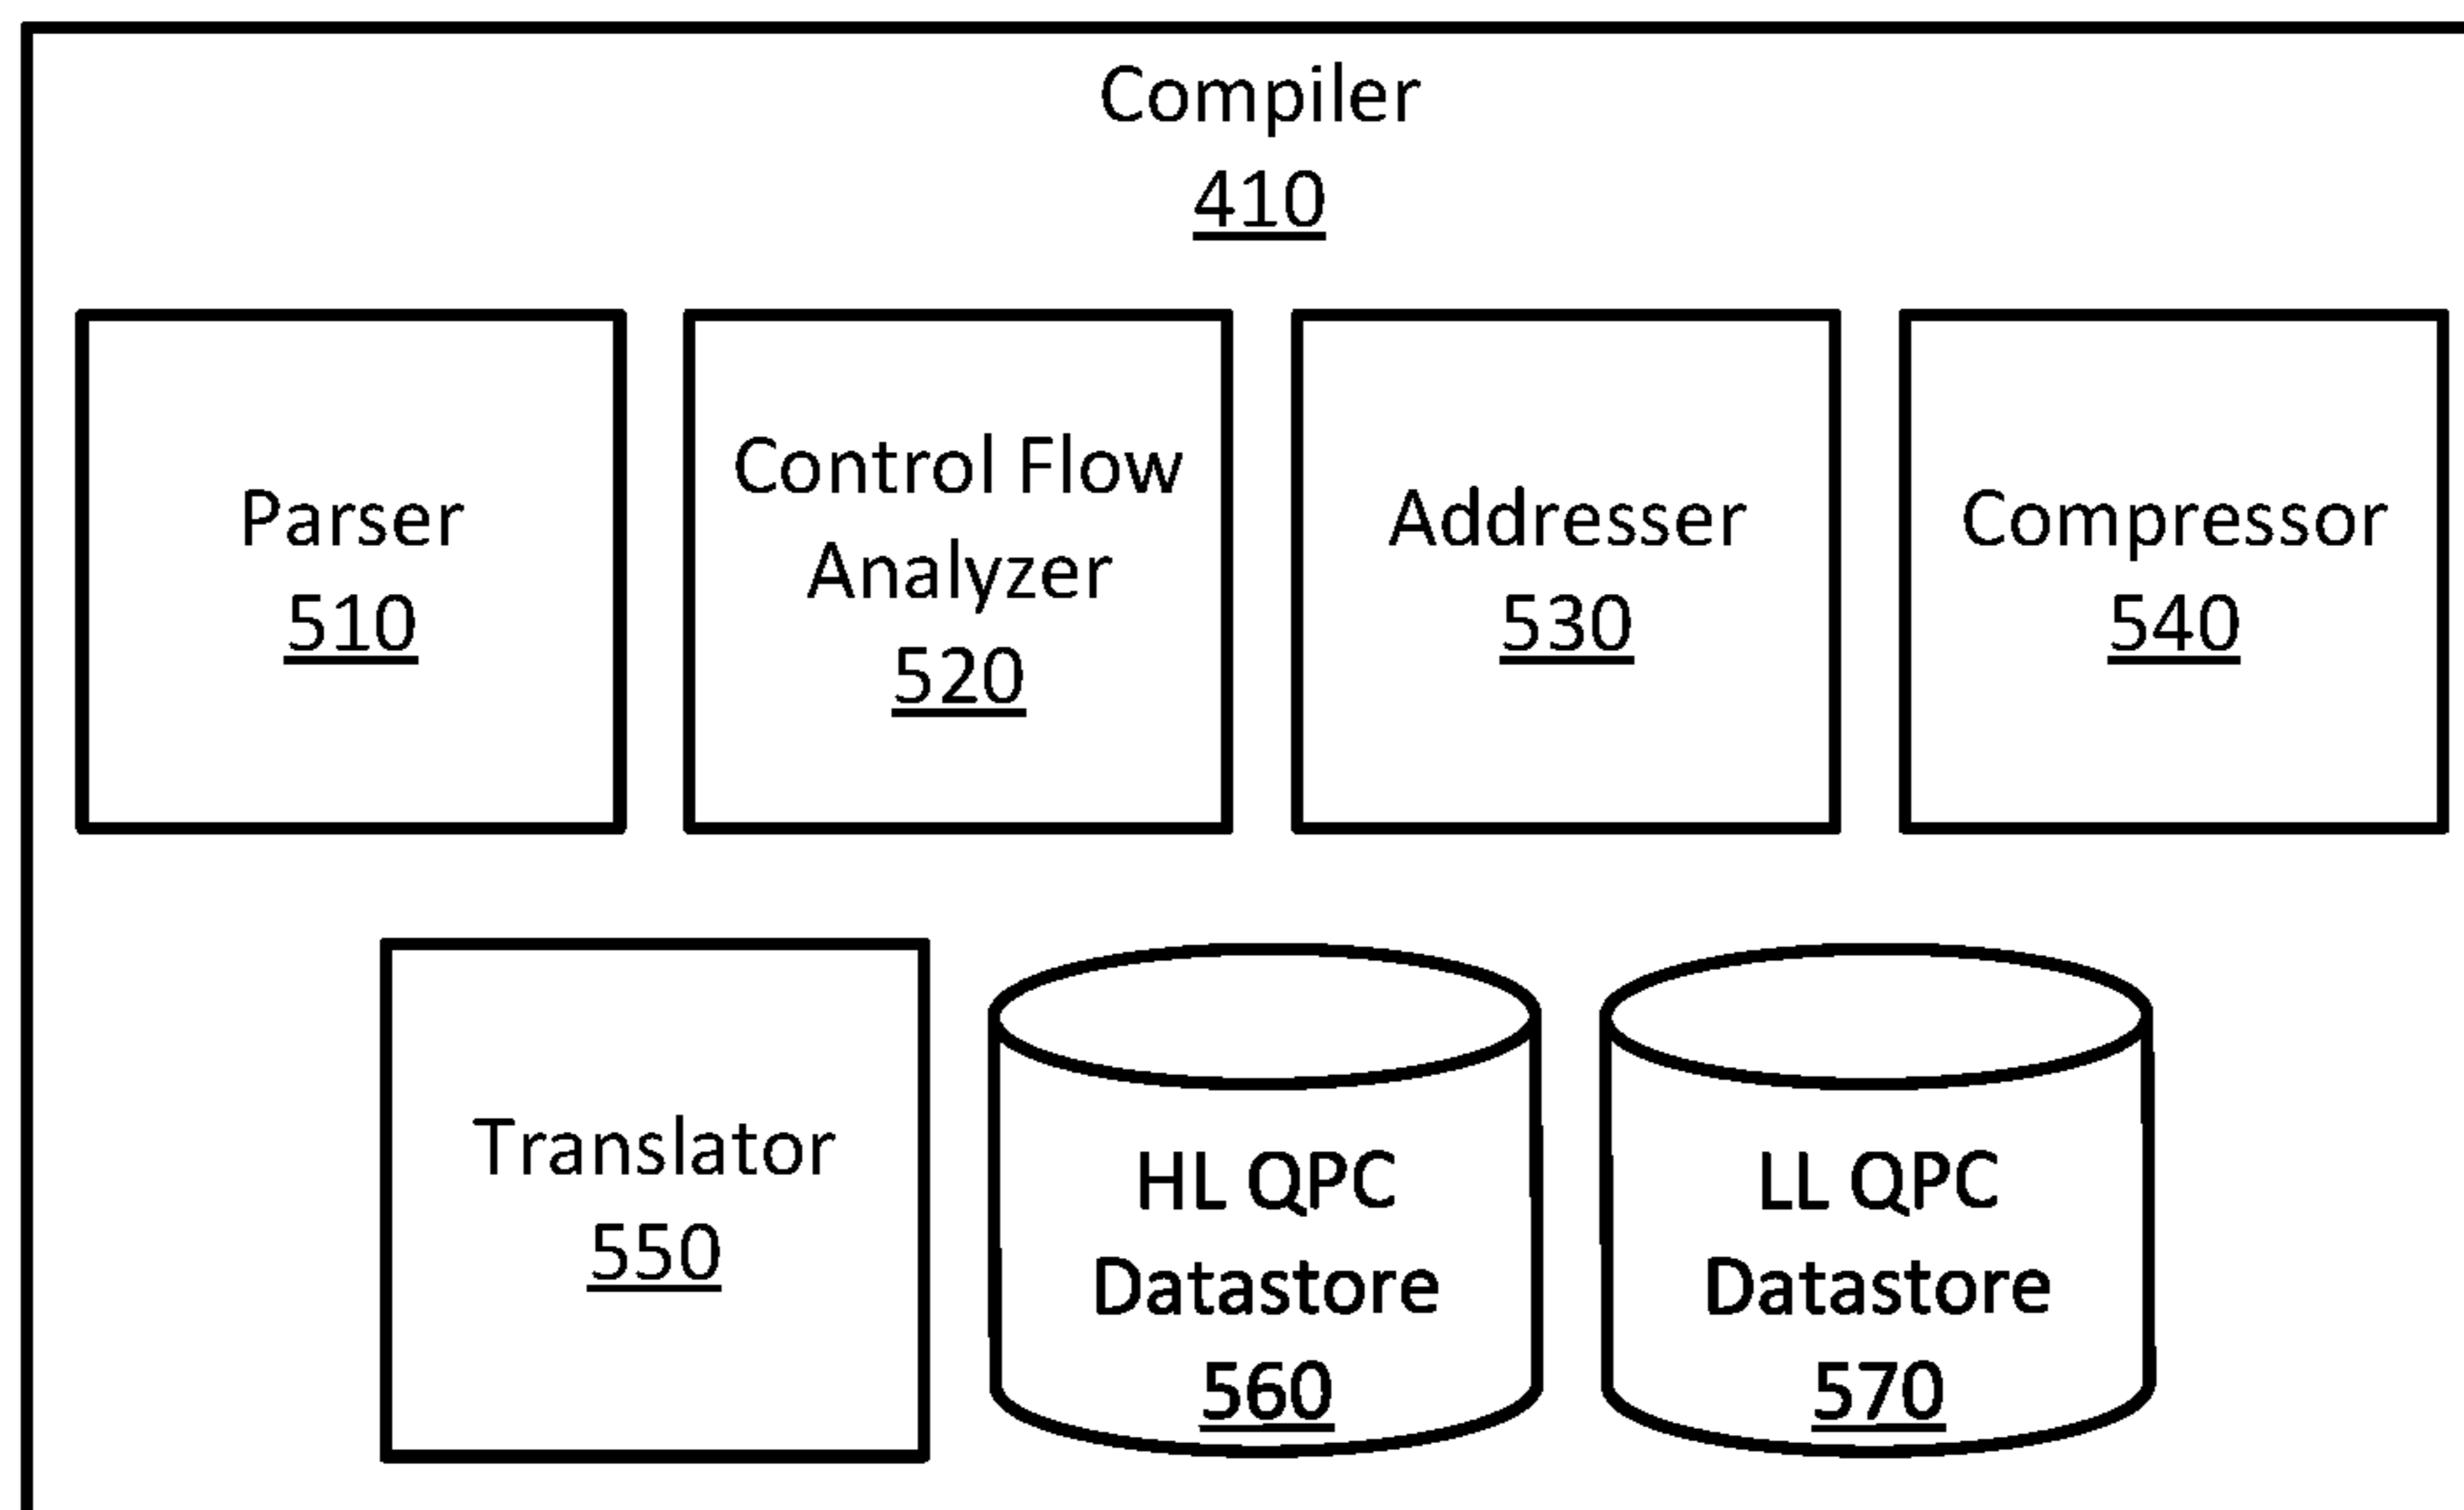 Compiler
410
Parser
510
Control Flow
Analyzer
520
Addresser
530
Compressor
540
Translator
550
HL QPC
Datastore
560
LL QPC
Datastore
570